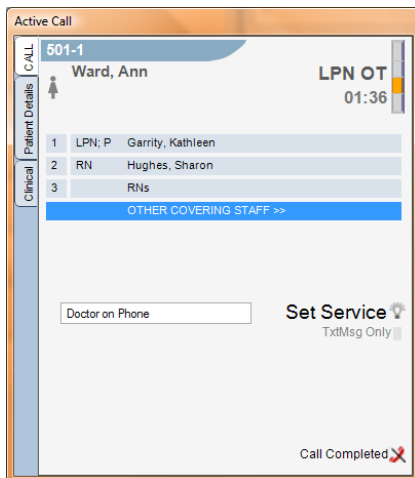 Active Call
CALL
Patient Details
Clinical
501-1
Ward, Ann
LPN OT
01:36
1 LPN; P Garrity, Kathleen
2 RN Hughes, Sharon
3 RNs
OTHER COVERING STAFF >>
Doctor on Phone
Set Service
TxtMsg Only
Call Completed